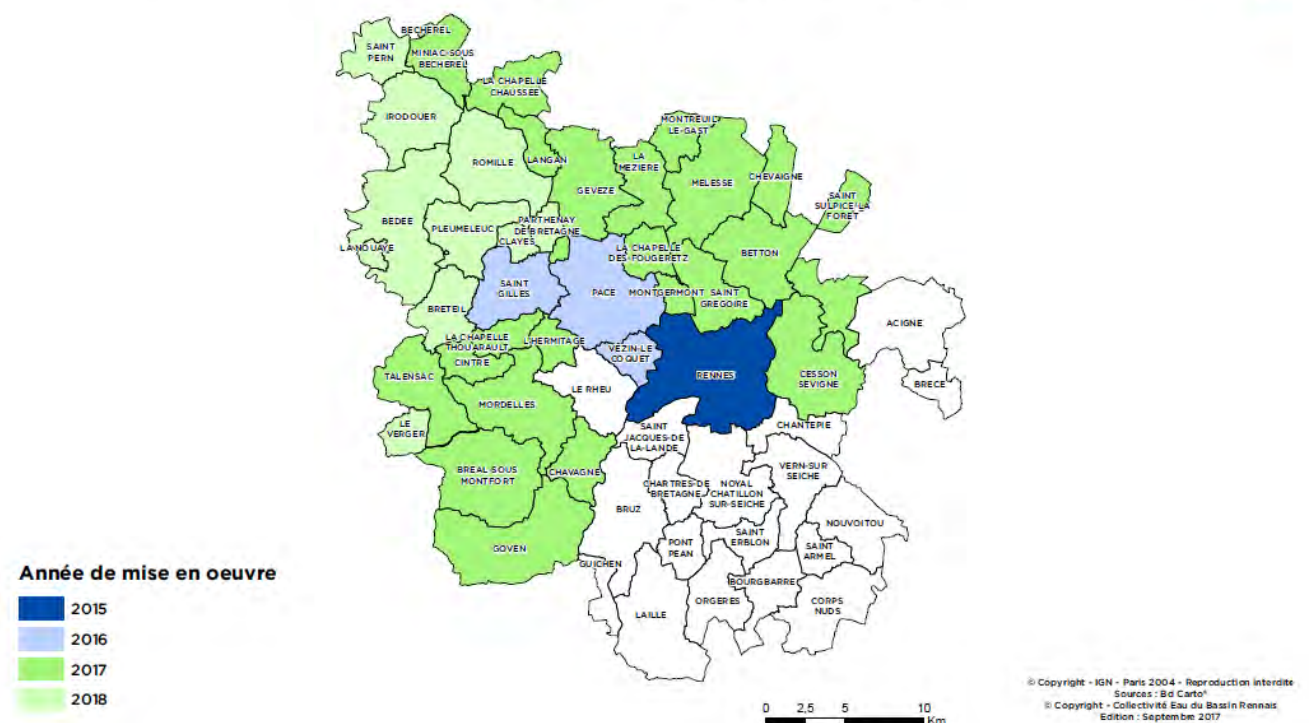 BECHEREL
SAINT
PERN
MINIAC-SOUS
BECHEREL
LA CHAPELLE
CHAUSSEE
IRODOUER
MONTREUIL
LE-GAST
ROMILLE
LANGAN
LA
MEZIERE
GEVEZE
MELESSE
CHEVAIGNE
SAINT
SULPICE-LA
FORET
BEDEE
PLEUMELEUC
PARTHENAY
DE BRETAGNE
CLAYES
LA NOUAYE
LA CHAPELLE
DES-FOUGERETZ
BETTON
SAINT
GILLES
PACE
MONTGERMONT
SAINT
GREGOIRE
BRETEIL
ACIGNE
LA CHAPELLE
THOUARAULT
L'HERMITAGE
VEZIN-LE
COQUET
CINTRE
TALENSAC
LE RHEU
RENNES
CESSON
SEVIGNE
BRECE
MORDELLES
LE
VERGER
SAINT
JACQUES-DE
LA-LANDE
CHANTEPIE
BREAL SOUS
MONTFORT
CHAVAGNE
VERN-SUR
SEICHE
CHARTRES-DE
BRETAGNE
NOYAL
CHATILLON
SUR-SEICHE
BRUZ
NOUVOITOU
GOVEN
PONT
PEAN
SAINT
ERBLON
SAINT
ARMEL
GUICHEN
BOURGBARRE
LAILLE
ORGERES
CORPS
NUDS
Année de mise en oeuvre
2015
2016
2017
2018
0 2,5 5 10
Km
© Copyright - IGN - Paris 2004 - Reproduction interdite
Sources : Bd Carto®
© Copyright - Collectivité Eau du Bassin Rennais
Edition : Septembre 2017